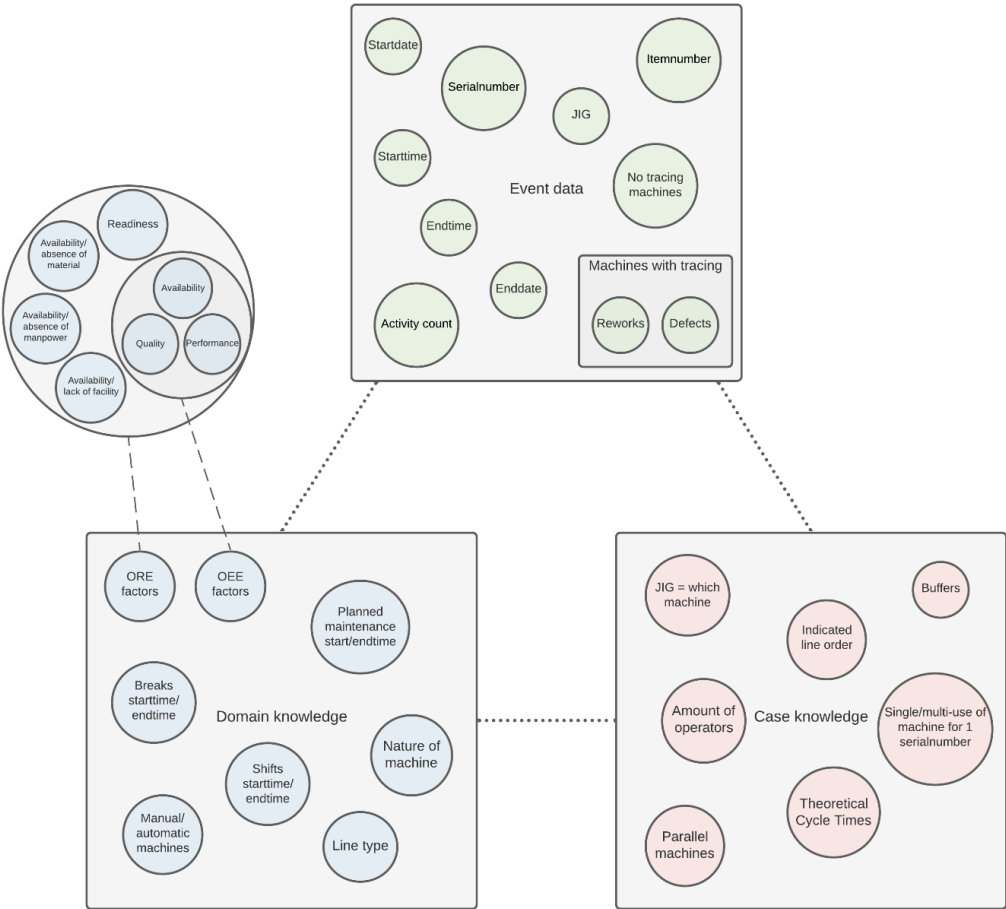 Startdate
Serialnumber
Itemnumber
JIG
Starttime
No tracing
machines
Event data
Endtime
Enddate
Activity count
Machines with tracing
Reworks
Defects
Readiness
Availability/
absence of
material
Availability
Availability/
absence of
manpower
Quality
Performance
Availability/
lack of facility
ORE
factors
OEE
factors
Planned
maintenance
start/endtime
Breaks
starttime/
endtime
Domain knowledge
Nature of
machine
Shifts
starttime/
endtime
Manual/
automatic
machines
Line type
JIG = which
machine
Buffers
Indicated
line order
Amount of
operators
Case knowledge
Single/multi-use of
machine for 1
serialnumber
Theoretical
Cycle Times
Parallel
machines